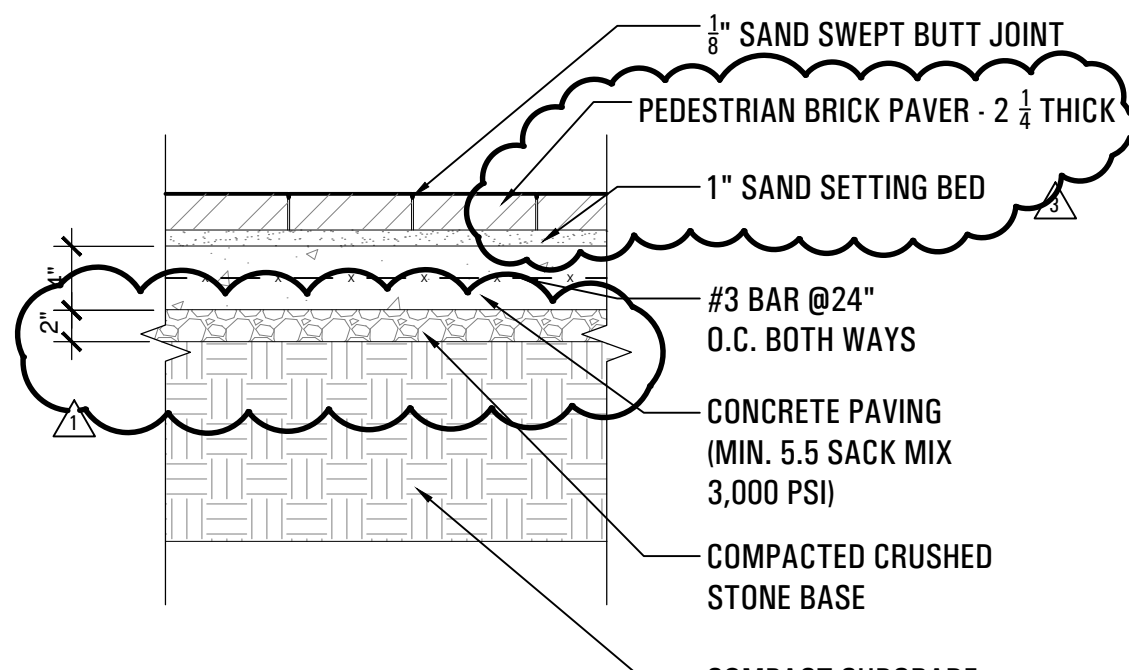 1/8" SAND SWEPT BUTT JOINT
PEDESTRIAN BRICK PAVER - 2 1/4 THICK
1" SAND SETTING BED
3
4"
x x x x x x
#3 BAR @24"
O.C. BOTH WAYS
2"
CONCRETE PAVING
(MIN. 5.5 SACK MIX
3,000 PSI)
1
COMPACTED CRUSHED
STONE BASE